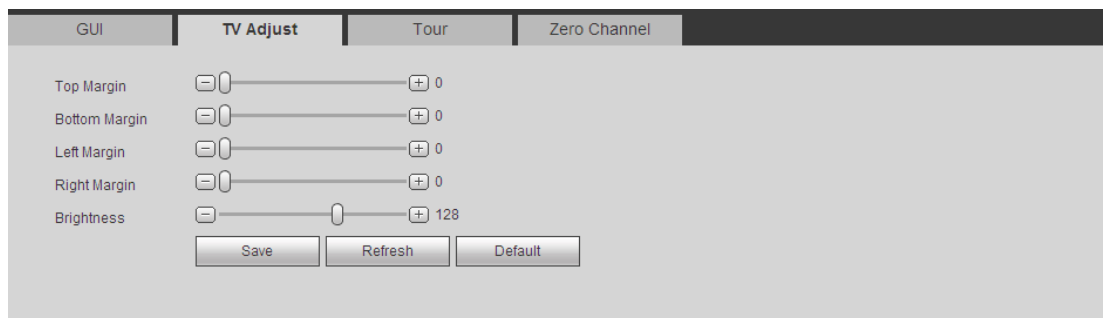 GUI TV Adjust Tour Zero Channel
Top Margin 0
Bottom Margin 0
Left Margin 0
Right Margin 0
Brightness 128
Save Refresh Default